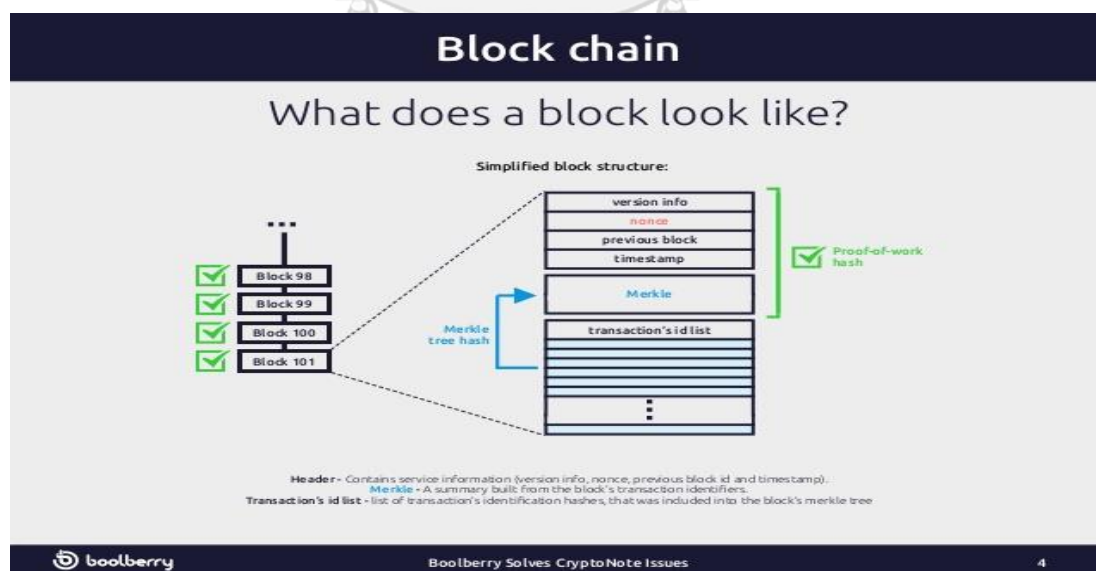 Block chain
What does a block look like?
Simplified block structure:
...
Block 98
Block 99
Block 100
Block 101
version info
nonce
previous block
timestamp
Merkle
transaction's id list
Merkle
tree hash
Proof-of-work
hash
Header - Contains service information (version info, nonce, previous block id and timestamp).
Merkle - A summary built from the block's transaction identifiers.
Transaction's id list - list of transaction's identification hashes, that was included into the block's merkle tree
boolberry
Boolberry Solves CryptoNote Issues
4